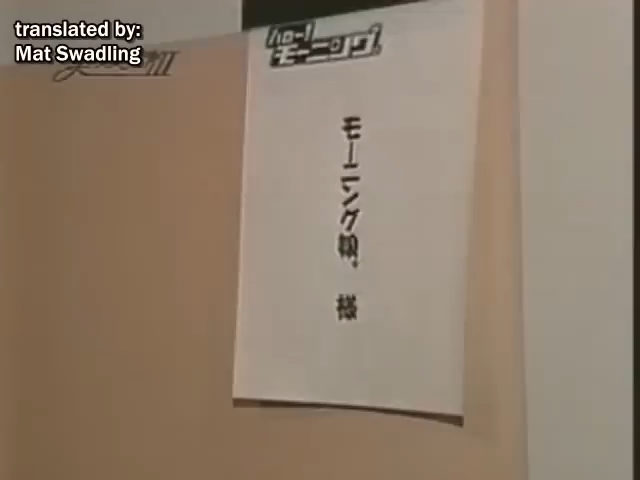 translated by:
Mat Swadling
ハロー!
モーニング。
モーニング娘。 様